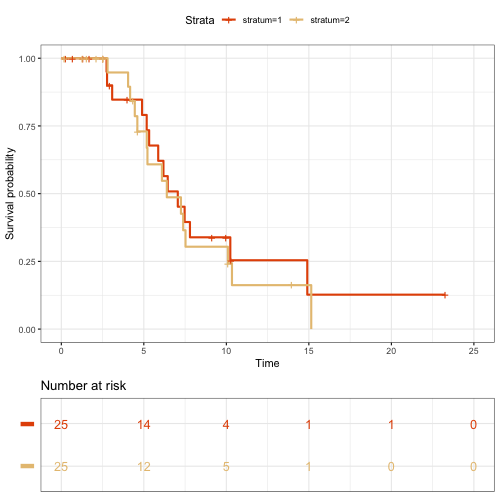 Strata stratum=1 stratum=2
1.00
0.75
0.50
0.25
0.00
Survival probability
0 5 10 15 20 25
Time
Number at risk
25 14 4 1 1 0
25 12 5 1 0 0